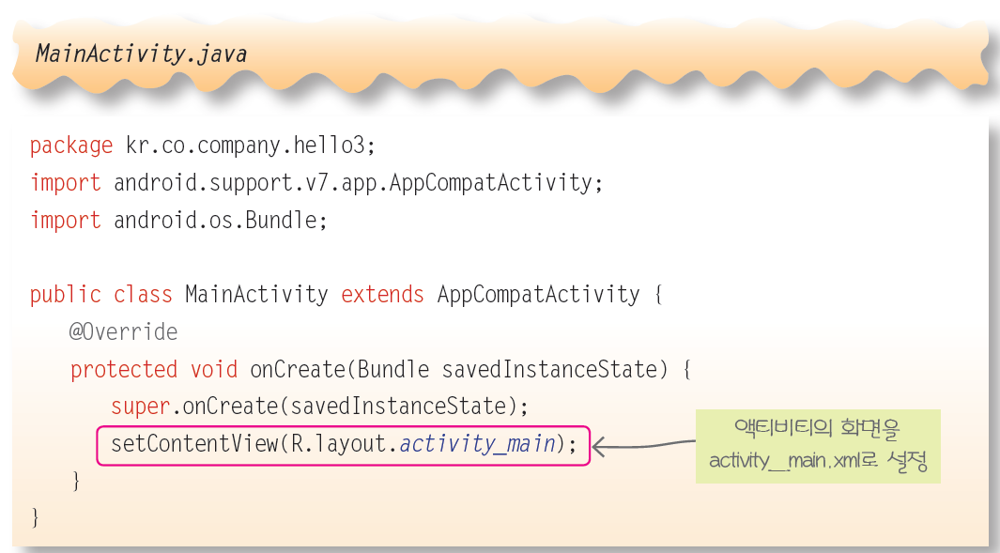 MainActivity.java
package kr.co.company.hello3;
import android.support.v7.app.AppCompatActivity;
import android.os.Bundle;
public class MainActivity extends AppCompatActivity {
@Override
protected void onCreate(Bundle savedInstanceState) {
super.onCreate(savedInstanceState);
setContentView(R.layout.activity_main);
액티비티의 화면을
activity__main.xml로 설정
}
}